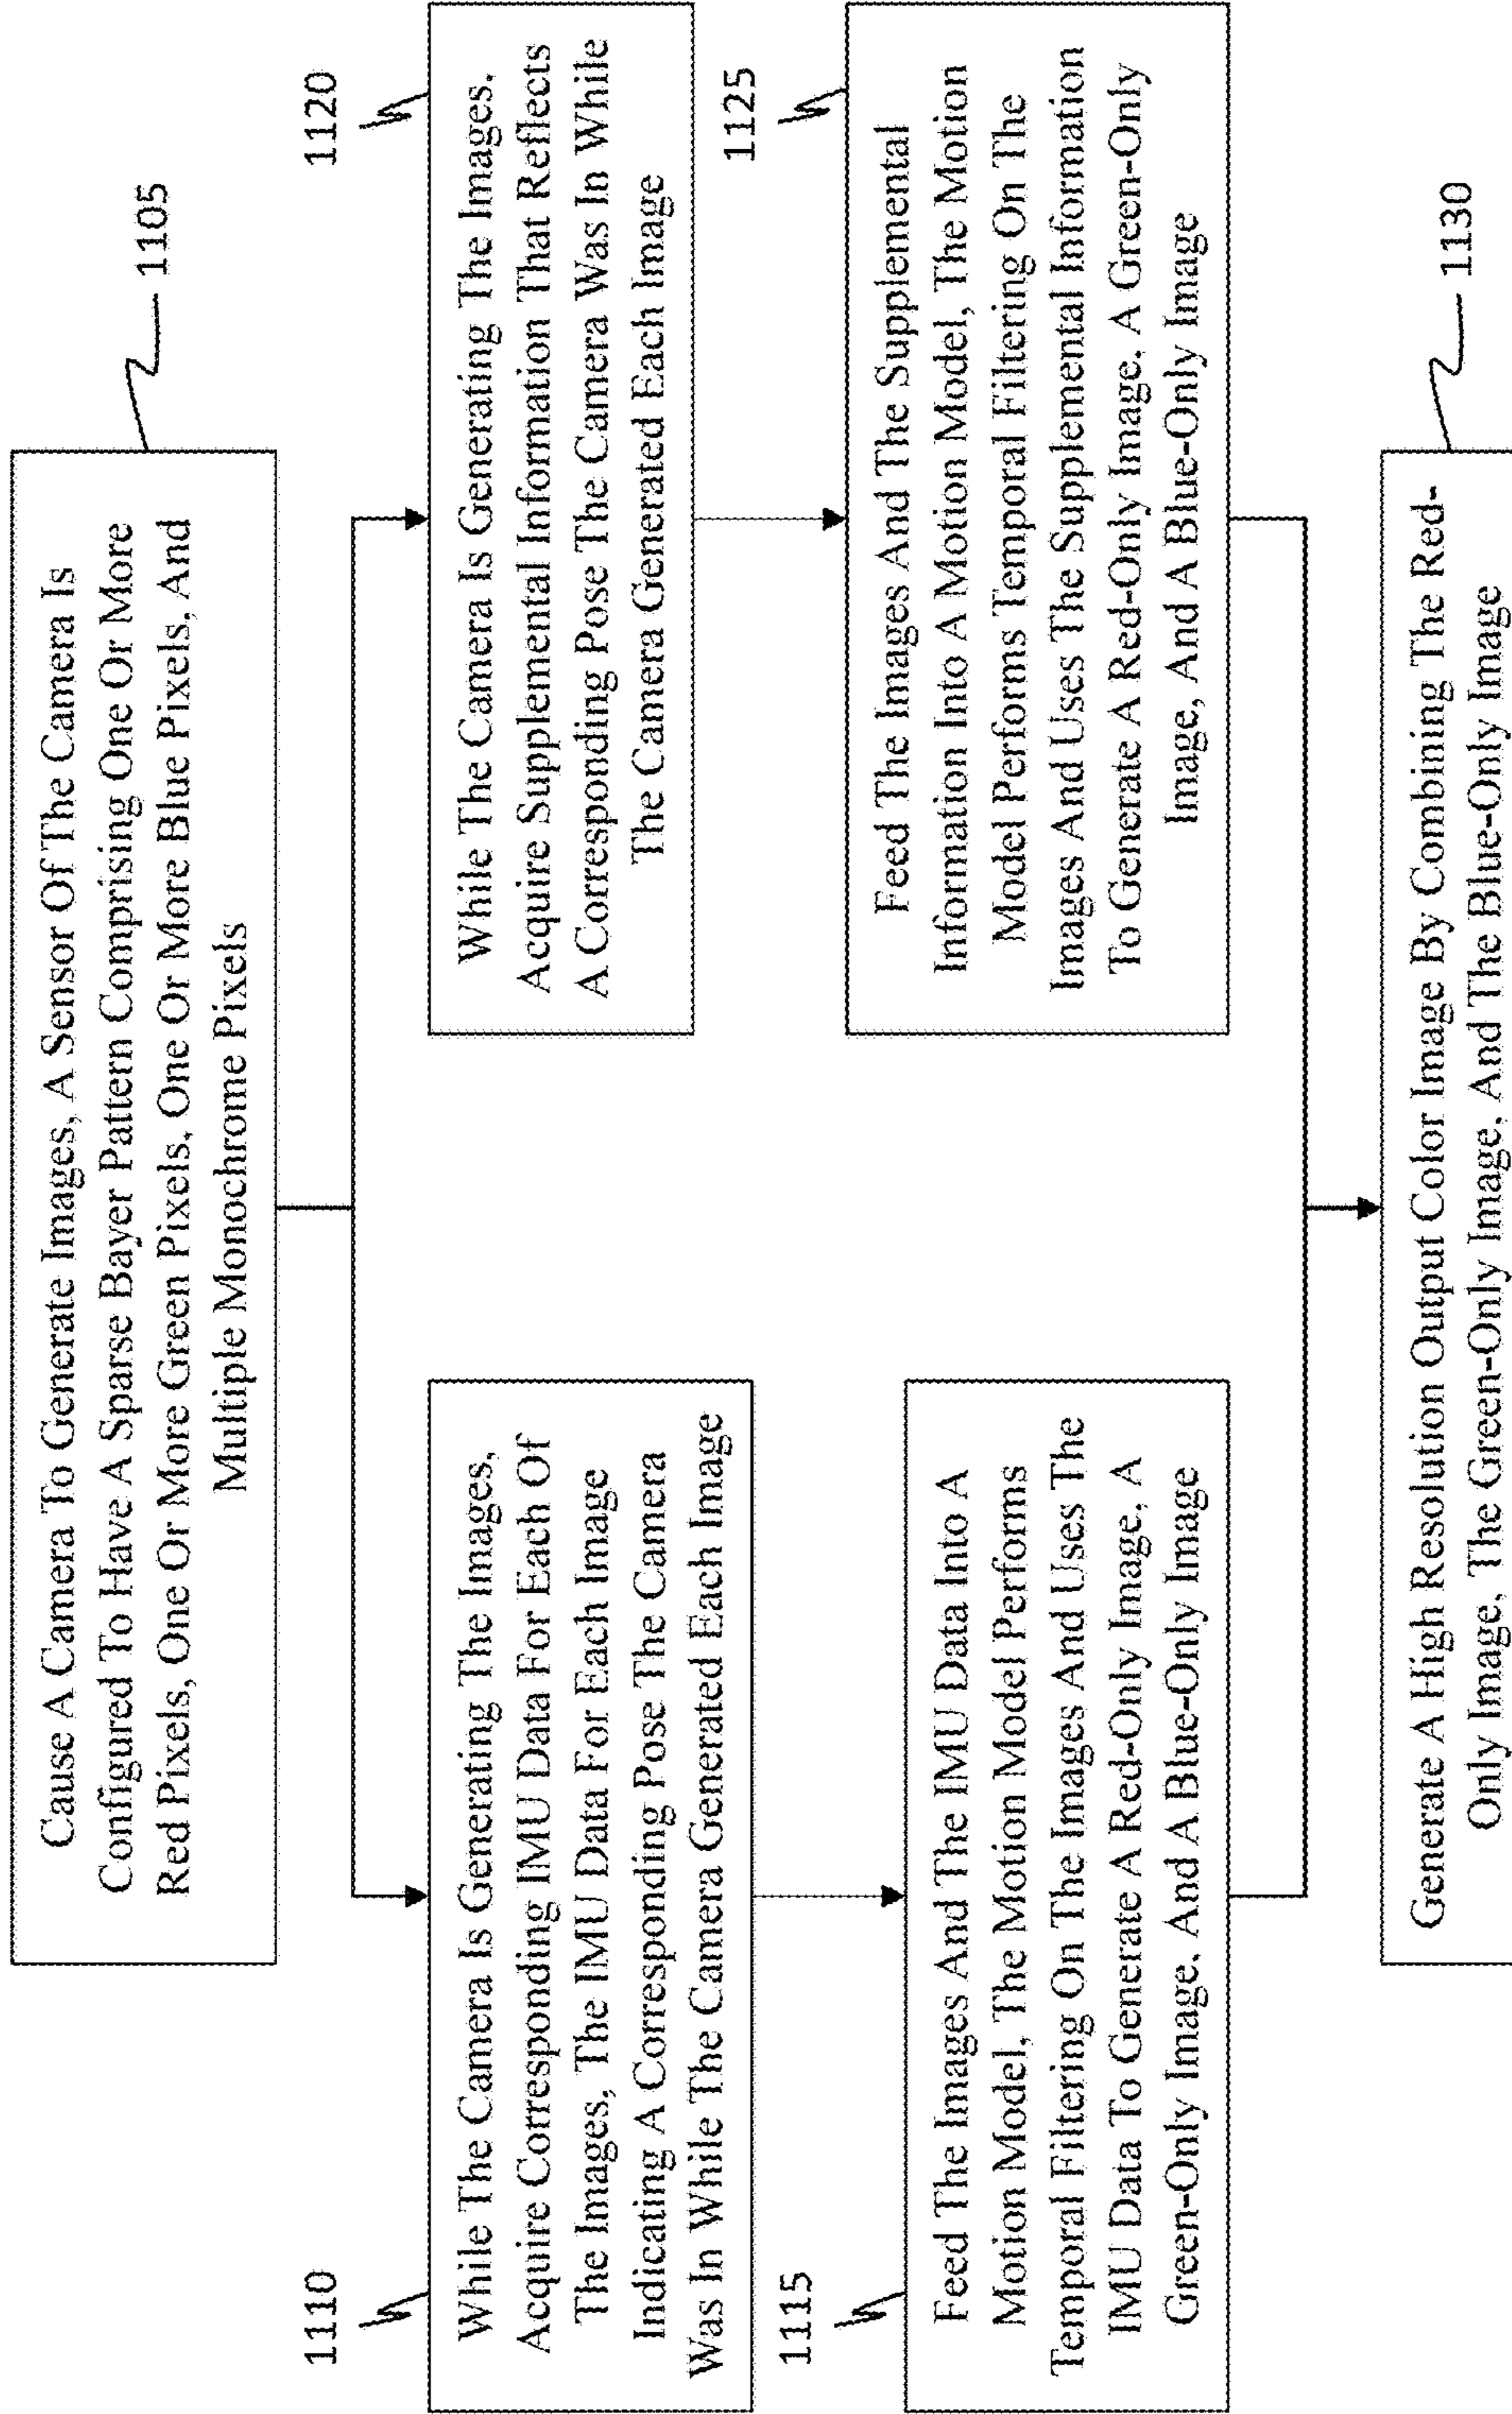 1105
Cause A Camera To Generate Images, A Sensor Of The Camera Is
Configured To Have A Sparse Bayer Pattern Comprising One Or More
Red Pixels, One Or More Green Pixels, One Or More Blue Pixels, And
Multiple Monochrome Pixels
1110
While The Camera Is Generating The Images,
Acquire Corresponding IMU Data For Each Of
The Images, The IMU Data For Each Image
Indicating A Corresponding Pose The Camera
Was In While The Camera Generated Each Image
1115
Feed The Images And The IMU Data Into A
Motion Model, The Motion Model Performs
Temporal Filtering On The Images And Uses The
IMU Data To Generate A Red-Only Image, A
Green-Only Image, And A Blue-Only Image
1120
While The Camera Is Generating The Images,
Acquire Supplemental Information That Reflects
A Corresponding Pose The Camera Was In While
The Camera Generated Each Image
1125
Feed The Images And The Supplemental
Information Into A Motion Model, The Motion
Model Performs Temporal Filtering On The
Images And Uses The Supplemental Information
To Generate A Red-Only Image, A Green-Only
Image, And A Blue-Only Image
1130
Generate A High Resolution Output Color Image By Combining The Red-
Only Image, The Green-Only Image, And The Blue-Only Image